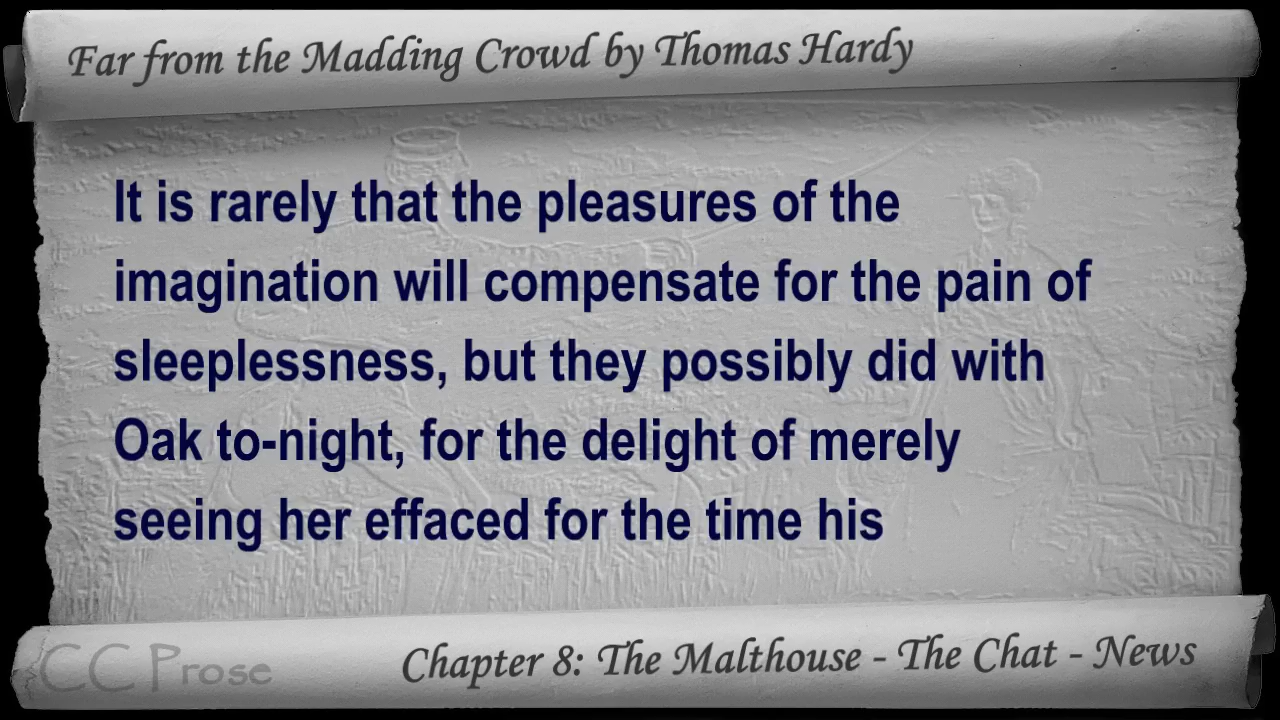 Far from the Madding Crowd by Thomas Hardy
It is rarely that the pleasures of the
imagination will compensate for the pain of
sleeplessness, but they possibly did with
Oak to-night, for the delight of merely
seeing her effaced for the time his
CC Prose
Chapter 8: The Malthouse - The Chat - News